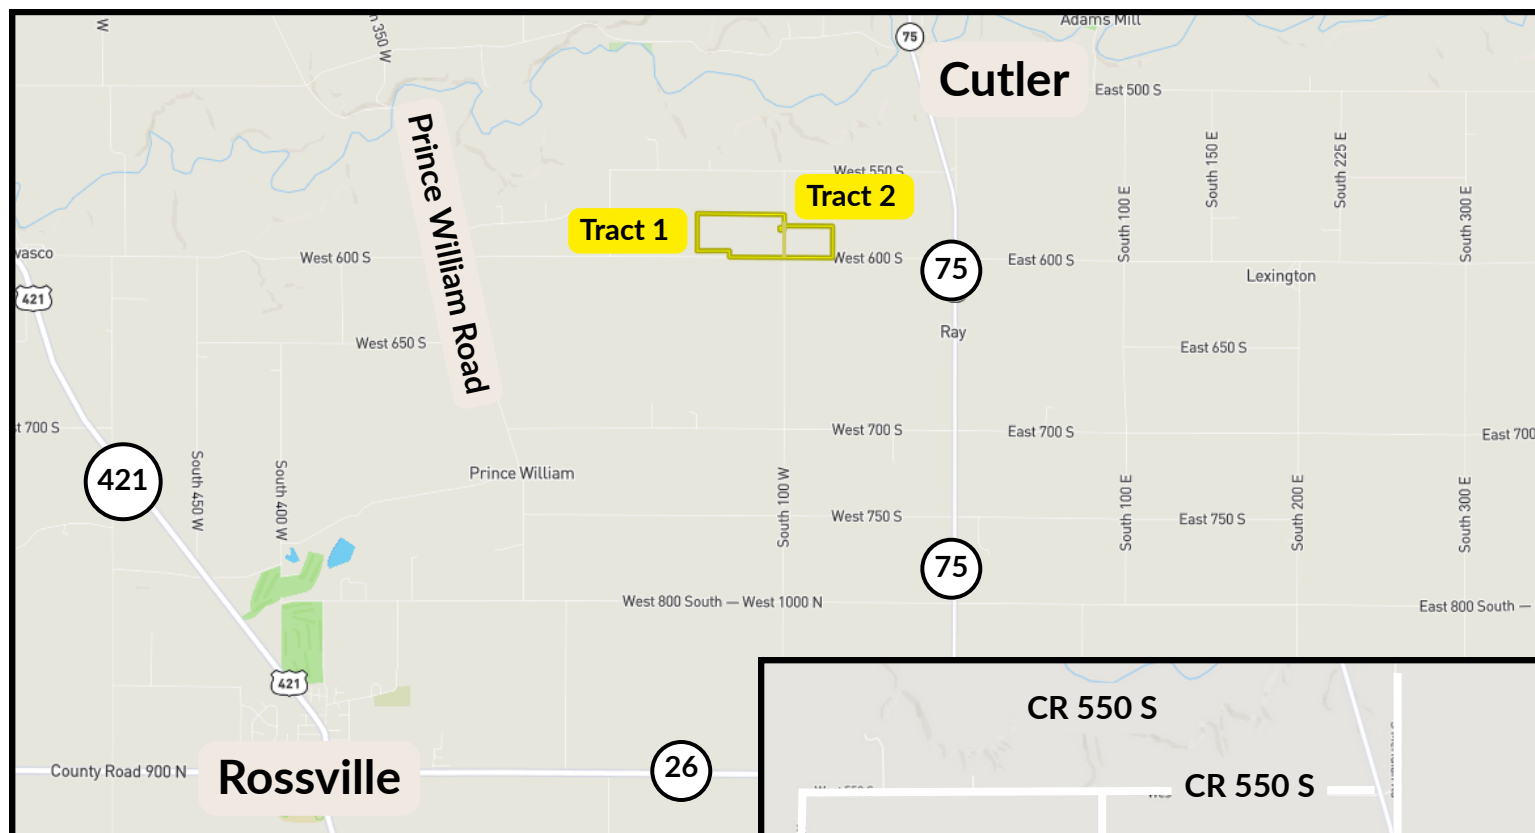 W
n 350 W
75
Adams Mill
Cutler
East 500 S
Prince William Road
South 150 E
South 225 E
West 550 S
South 100 E
South 300 E
Tract 2
Tract 1
wasco
West 600 S
West 600 S
75
East 600 S
Lexington
421
Ray
West 650 S
East 650 S
t 700 S
West 700 S
East 700 S
East 700
421
South 450 W
South 400 W
Prince William
South 100 W
West 750 S
South 100 E
East 750 S
South 200 E
South 300 E
75
West 800 South — West 1000 N
East 800 South —
421
County Road 900 N
Rossville
26
CR 550 S
West 550 S
CR 550 S